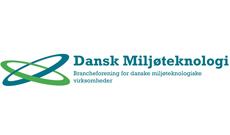 Dansk Miljøteknologi
Brancheforening for danske miljøteknologiske
virksomheder